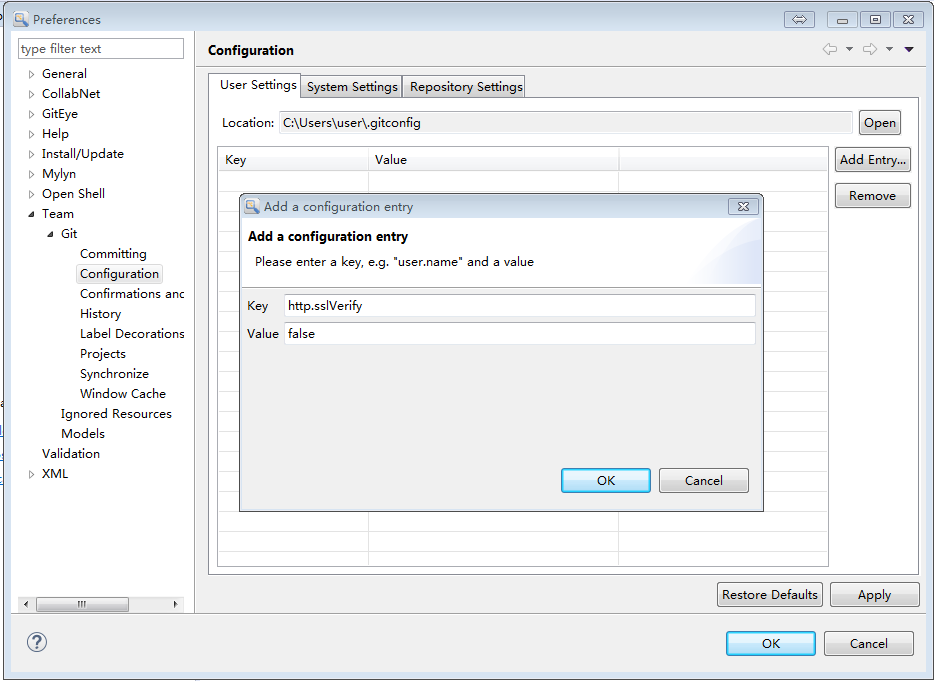 Preferences
type filter text
General
CollabNet
GitEye
Help
Install/Update
Mylyn
Open Shell
Team
Git
Committing
Configuration
Confirmations and
History
Label Decorations
Projects
Synchronize
Window Cache
Ignored Resources
Models
Validation
XML
Configuration
User Settings System Settings Repository Settings
Location: C:\Users\user\.gitconfig Open
Key Value Add Entry...
Remove
Add a configuration entry
Add a configuration entry
Please enter a key, e.g. "user.name" and a value
Key http.sslVerify
Value false
OK Cancel
Restore Defaults Apply
OK Cancel